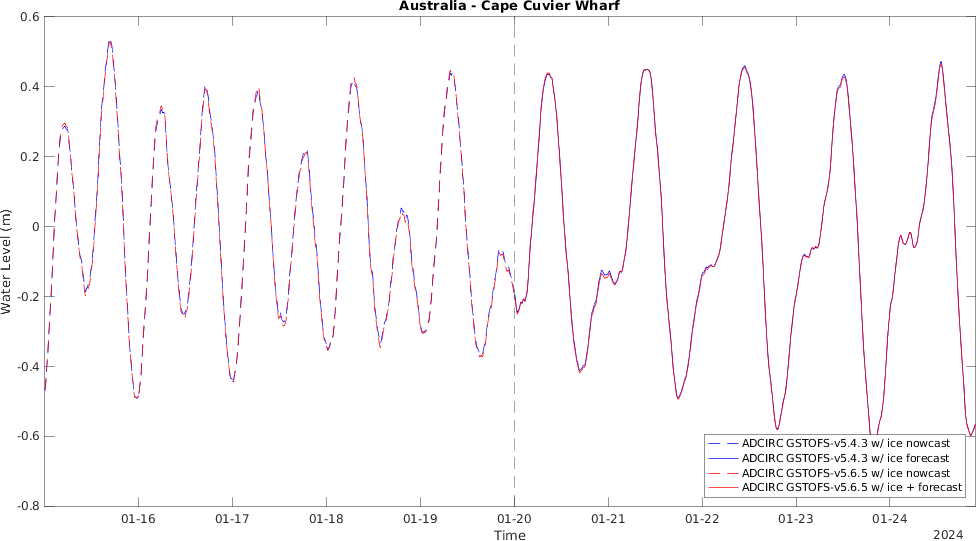 Australia - Cape Cuvier Wharf
0.6
0.4
0.2
0
-0.2
-0.4
-0.6
-0.8
Water Level (m)
01-16
01-17
01-18
01-19
01-20
01-21
01-22
01-23
01-24
Time
2024
ADCIRC GSTOFS-v5.4.3 w/ ice nowcast
ADCIRC GSTOFS-v5.4.3 w/ ice forecast
ADCIRC GSTOFS-v5.6.5 w/ ice nowcast
ADCIRC GSTOFS-v5.6.5 w/ ice + forecast